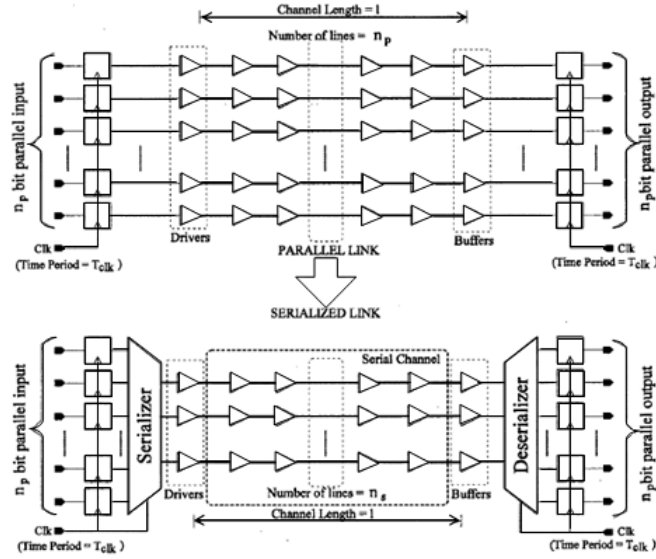 Channel Length = l
Number of lines = n_p
n_p bit parallel input
n_p bit parallel output
Drivers
Buffers
Clk
(Time Period = T_clk )
PARALLEL LINK
Clk
(Time Period = T_clk )
SERIALIZED LINK
Serial Channel
n_p bit parallel input
Serializer
Deserializer
n_p bit parallel output
Drivers
Number of lines = n_s
Buffers
Channel Length = l
Clk
(Time Period = T_clk )
Clk
(Time Period = T_clk )